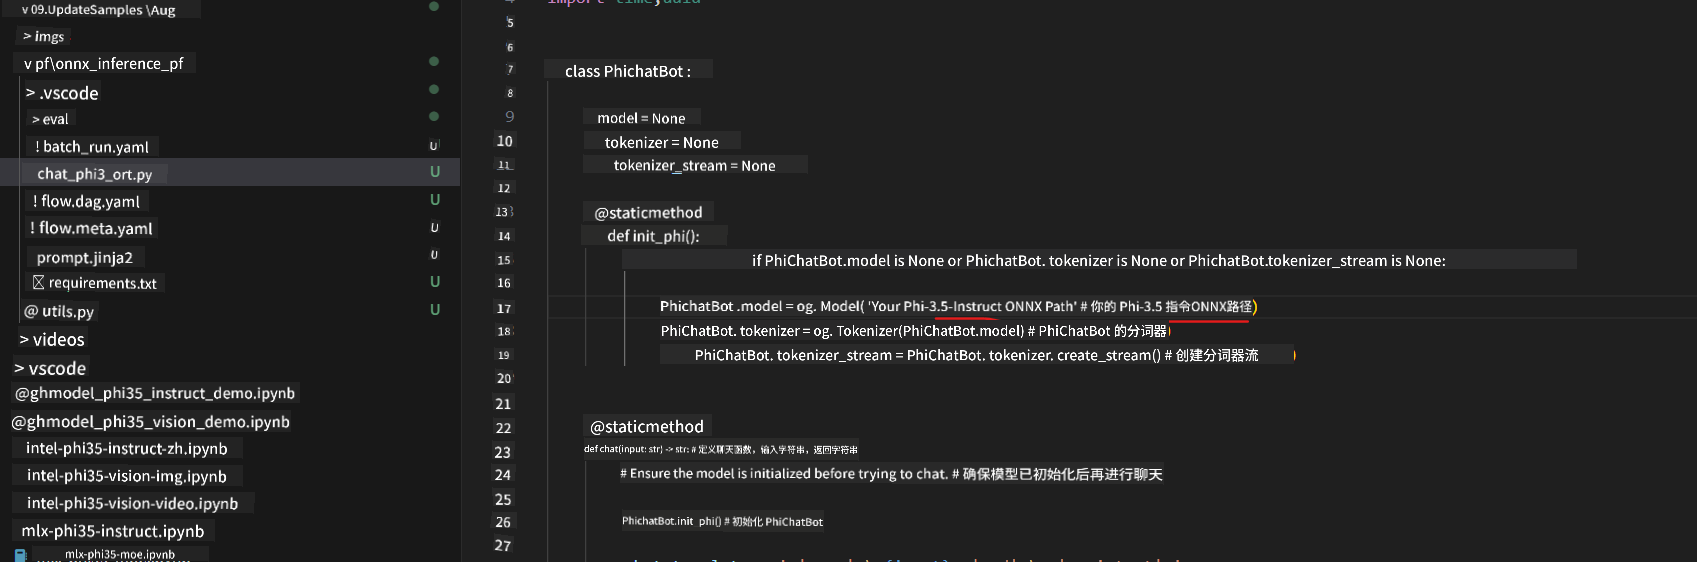 v 09.UpdateSamples \Aug
> imgs
v pf\onnx_inference_pf
> .vscode
> eval
! batch_run.yaml U
chat_phi3_ort.py U
! flow.dag.yaml U
! flow.meta.yaml U
prompt.jinja2 U
requirements.txt U
@ utils.py U
> videos
> vscode
@ghmodel_phi35_instruct_demo.ipynb
@ghmodel_phi35_vision_demo.ipynb
intel-phi35-instruct-zh.ipynb
intel-phi35-vision-img.ipynb
intel-phi35-vision-video.ipynb
mlx-phi35-instruct.ipynb
mlx-phi35-moe.ipynb
import time,uuid
5
6
7 class PhichatBot :
8
9 model = None
10 tokenizer = None
11 tokenizer_stream = None
12
13 @staticmethod
14 def init_phi():
15 if PhiChatBot.model is None or PhichatBot. tokenizer is None or PhichatBot.tokenizer_stream is None:
16
17 PhichatBot .model = og. Model( 'Your Phi-3.5-Instruct ONNX Path' # 你的 Phi-3.5 指令ONNX路径)
18 PhiChatBot. tokenizer = og. Tokenizer(PhiChatBot.model) # PhiChatBot 的分词器)
19 PhiChatBot. tokenizer_stream = PhiChatBot. tokenizer. create_stream() # 创建分词器流 )
20
21
22 @staticmethod
23 def chat(input: str) -> str: # 定义聊天函数，输入字符串，返回字符串
24 # Ensure the model is initialized before trying to chat. # 确保模型已初始化后再进行聊天
25
26 PhichatBot.init phi() # 初始化 PhiChatBot
27